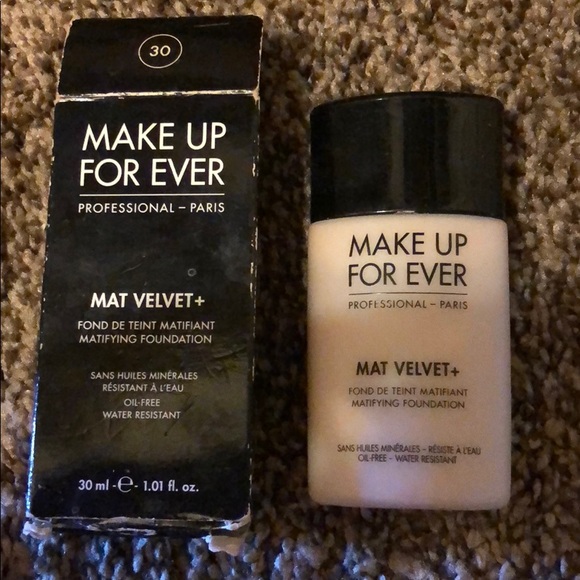 30
MAKE UP
FOR EVER
PROFESSIONAL – PARIS
MAT VELVET+
FOND DE TEINT MATIFIANT
MATIFYING FOUNDATION
SANS HUILES MINÉRALES
RÉSISTANT À L'EAU
OIL-FREE
WATER RESISTANT
30 ml - e - 1.01 fl. oz.
MAKE UP
FOR EVER
PROFESSIONAL – PARIS
MAT VELVET+
FOND DE TEINT MATIFIANT
MATIFYING FOUNDATION
SANS HUILES MINÉRALES – RÉSISTE À L'EAU
OIL-FREE – WATER RESISTANT